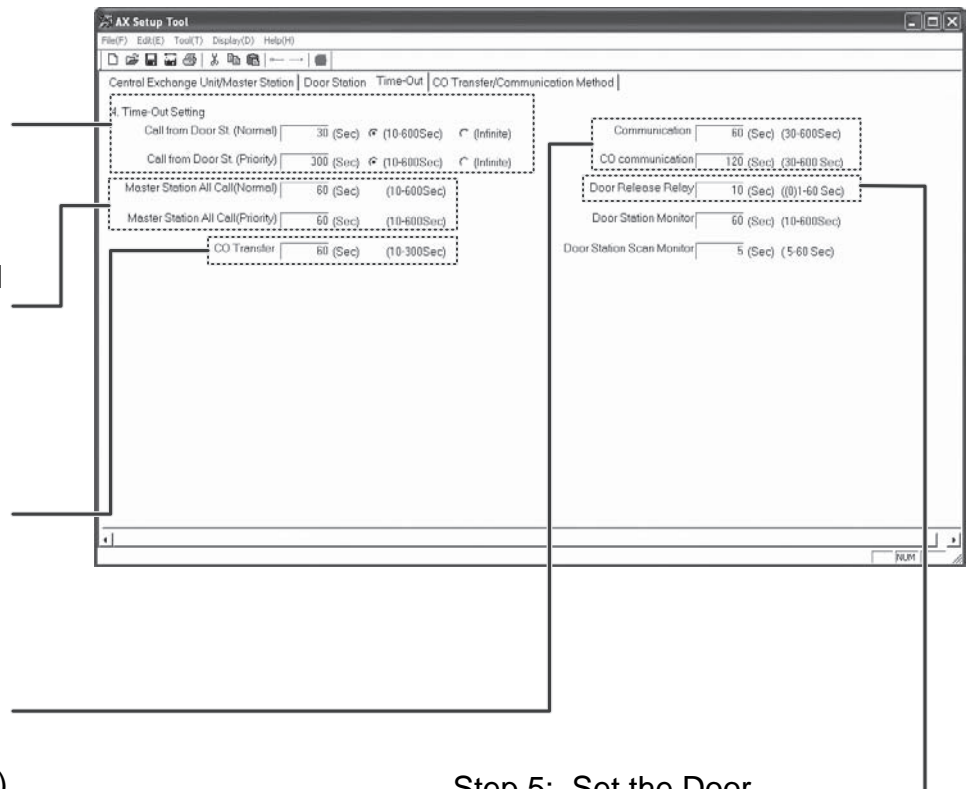 AX Setup Tool
File(F) Edit(E) Tool(T) Display(D) Help(H)
Central Exchange Unit/Master Station Door Station Time-Out CO Transfer/Communication Method
4. Time-Out Setting
Call from Door St. (Normal) 30 (Sec) (10-600Sec) (Infinite)
Call from Door St. (Priority) 300 (Sec) (10-600Sec) (Infinite)
Master Station All Call(Normal) 60 (Sec) (10-600Sec)
Master Station All Call(Priority) 60 (Sec) (10-600Sec)
CO Transfer 60 (Sec) (10-300Sec)
Communication 60 (Sec) (30-600Sec)
CO communication 120 (Sec) (30-600 Sec)
Door Release Relay 10 (Sec) ((0)1-60 Sec)
Door Station Monitor 60 (Sec) (10-600Sec)
Door Station Scan Monitor 5 (Sec) (5-60 Sec)
NUM
)
Step 5: Set the Door